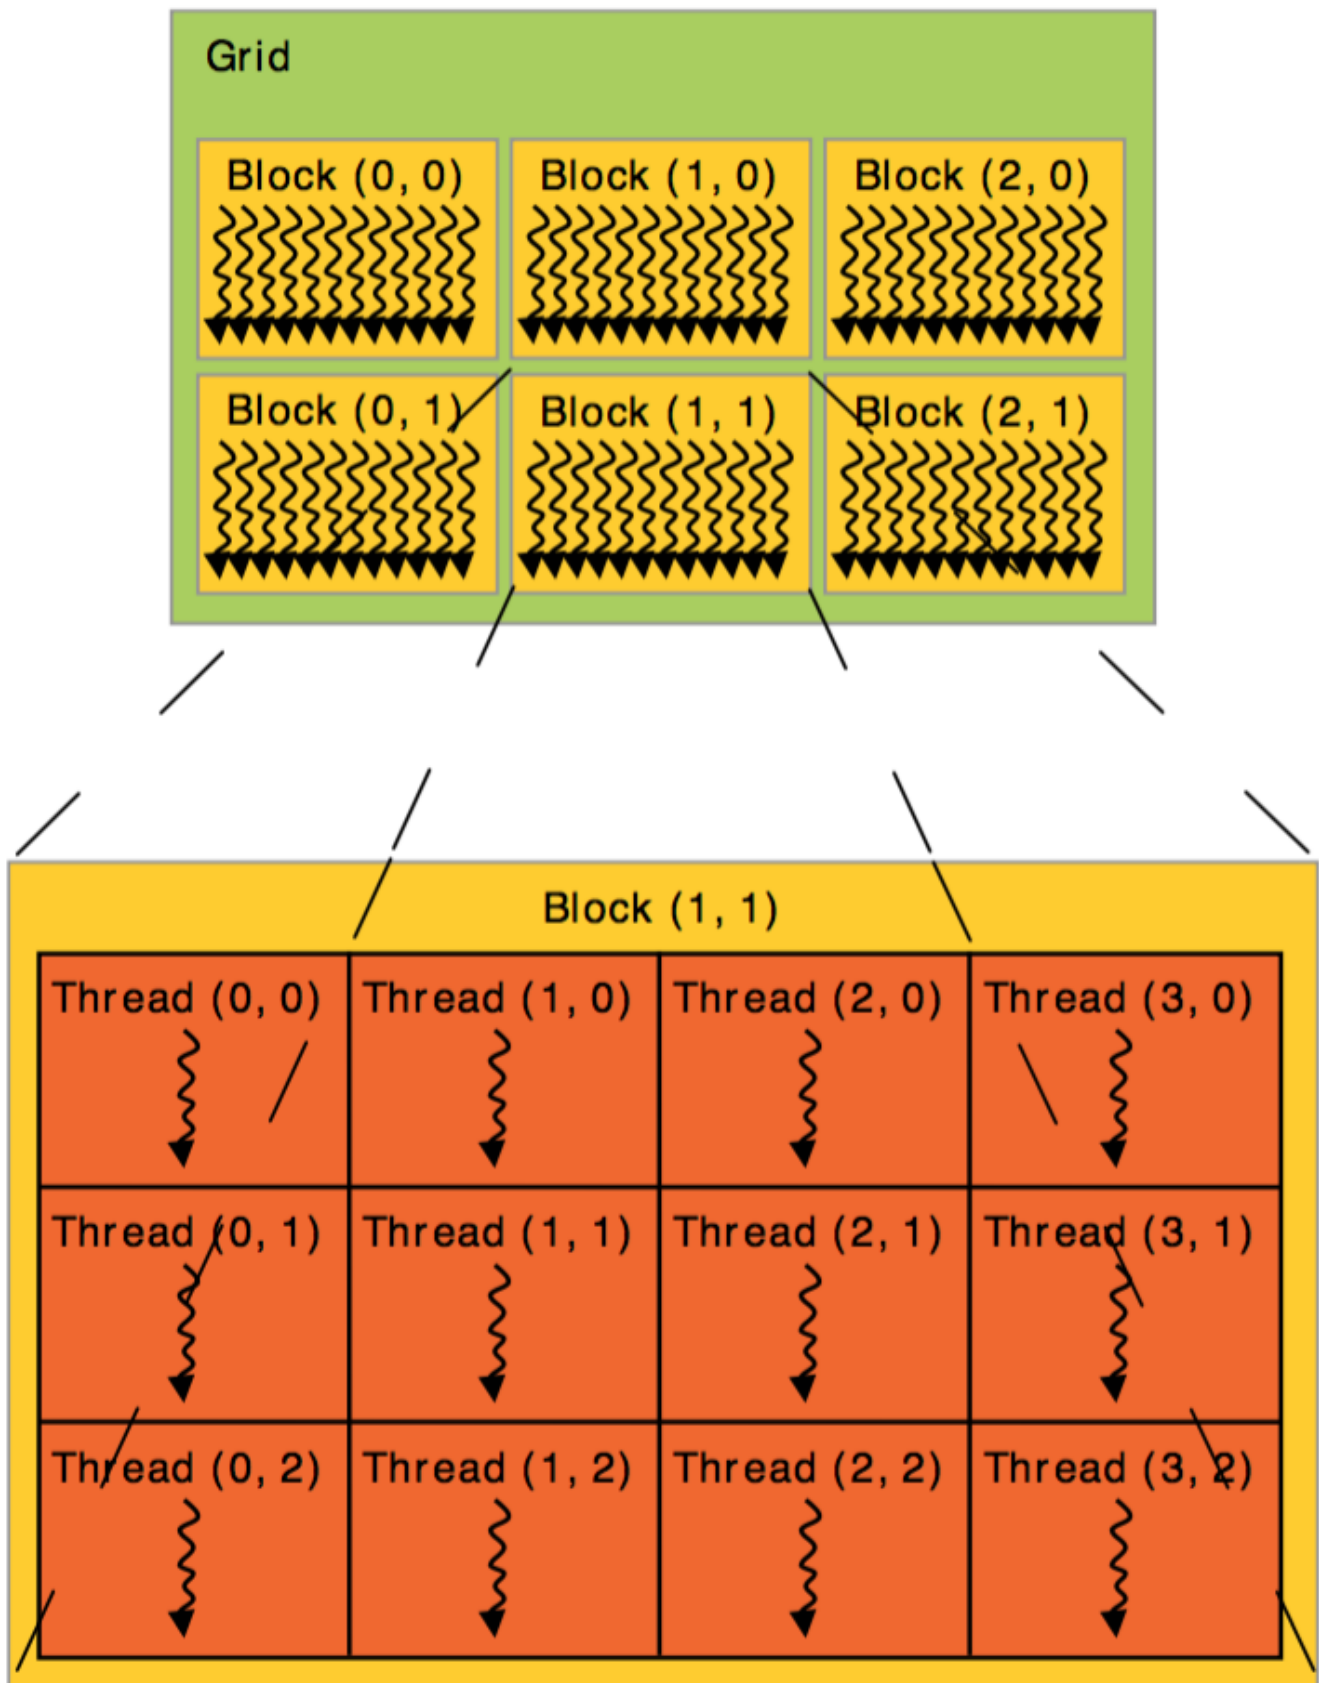 Grid
Block (0, 0) Block (1, 0) Block (2, 0)
Block (0, 1) Block (1, 1) Block (2, 1)
Block (1, 1)
Thread (0, 0) Thread (1, 0) Thread (2, 0) Thread (3, 0)
Thread (0, 1) Thread (1, 1) Thread (2, 1) Thread (3, 1)
Thread (0, 2) Thread (1, 2) Thread (2, 2) Thread (3, 2)